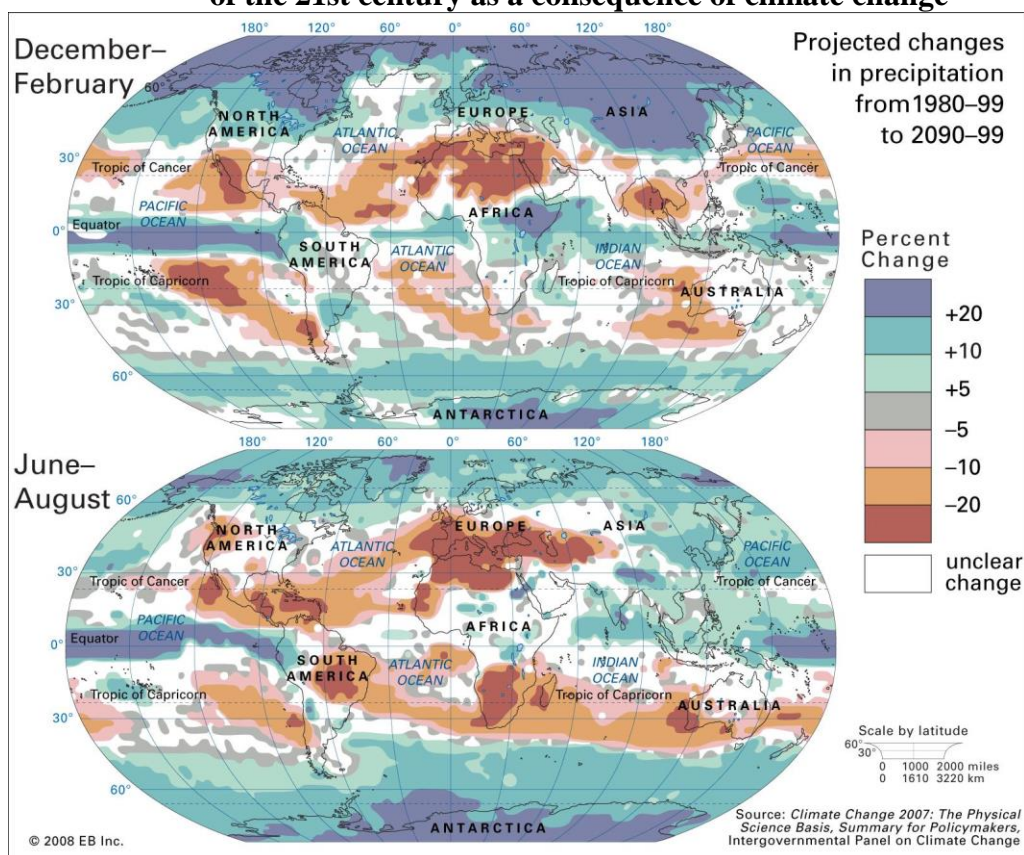 of the 21st century as a consequence of climate change
December–
February
Projected changes
in precipitation
from 1980–99
to 2090–99
180° 120° 60° 0° 60° 120° 180°
60°
NORTH
AMERICA
EUROPE
ASIA
ATLANTIC
OCEAN
PACIFIC
OCEAN
30°
Tropic of Cancer
Tropic of Cancer
AFRICA
PACIFIC
OCEAN
Equator
0°
SOUTH
AMERICA
ATLANTIC
OCEAN
INDIAN
OCEAN
Tropic of Capricorn
Tropic of Capricorn
AUSTRALIA
30°
60°
ANTARCTICA
Percent
Change
+20
+10
+5
–5
–10
–20
unclear
change
180° 120° 60° 0° 60° 120° 180°
June–
August
60°
NORTH
AMERICA
EUROPE
ASIA
ATLANTIC
OCEAN
PACIFIC
OCEAN
30°
Tropic of Cancer
Tropic of Cancer
PACIFIC
OCEAN
AFRICA
Equator
0°
SOUTH
AMERICA
ATLANTIC
OCEAN
INDIAN
OCEAN
Tropic of Capricorn
Tropic of Capricorn
AUSTRALIA
30°
60°
ANTARCTICA
Scale by latitude
60°
30°
0 1000 2000 miles
0 1610 3220 km
© 2008 EB Inc.
Source: Climate Change 2007: The Physical
Science Basis, Summary for Policymakers,
Intergovernmental Panel on Climate Change